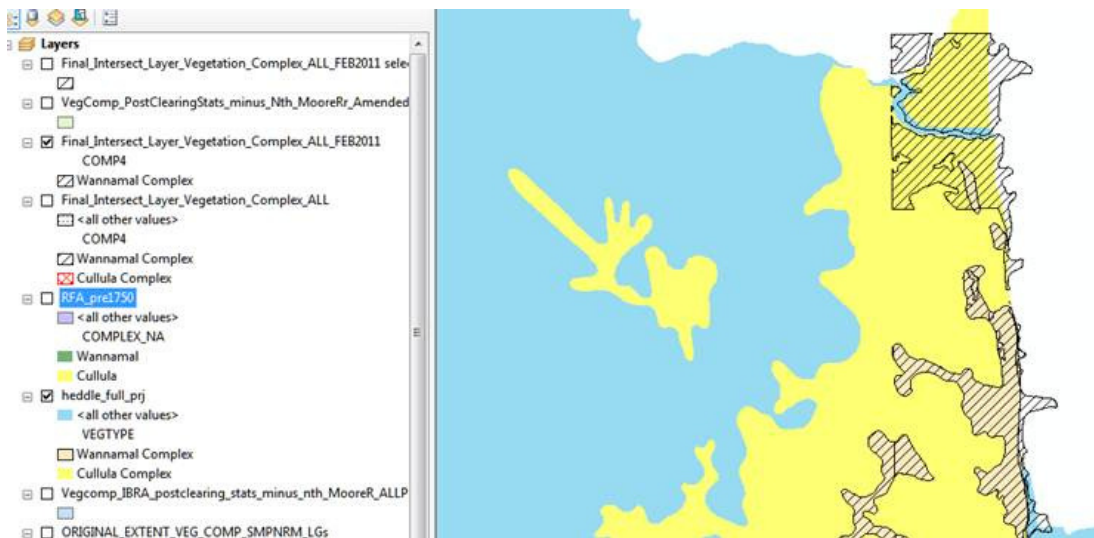 Layers
Final_Intersect_Layer_Vegetation_Complex_ALL_FEB2011 sele
VegComp_PostClearingStats_minus_Nth_MooreRr_Amended
Final_Intersect_Layer_Vegetation_Complex_ALL_FEB2011
COMP4
Wannamal Complex
Final_Intersect_Layer_Vegetation_Complex_ALL
<all other values>
COMP4
Wannamal Complex
Cullula Complex
RFA_pre1750
<all other values>
COMPLEX_NA
Wannamal
Cullula
heddle_full_prj
<all other values>
VEGTYPE
Wannamal Complex
Cullula Complex
Vegcomp_IBRA_postclearing_stats_minus_nth_MooreR_ALLP
ORIGINAL_EXTENT_VEG_COMP_SMPNRM_LGs